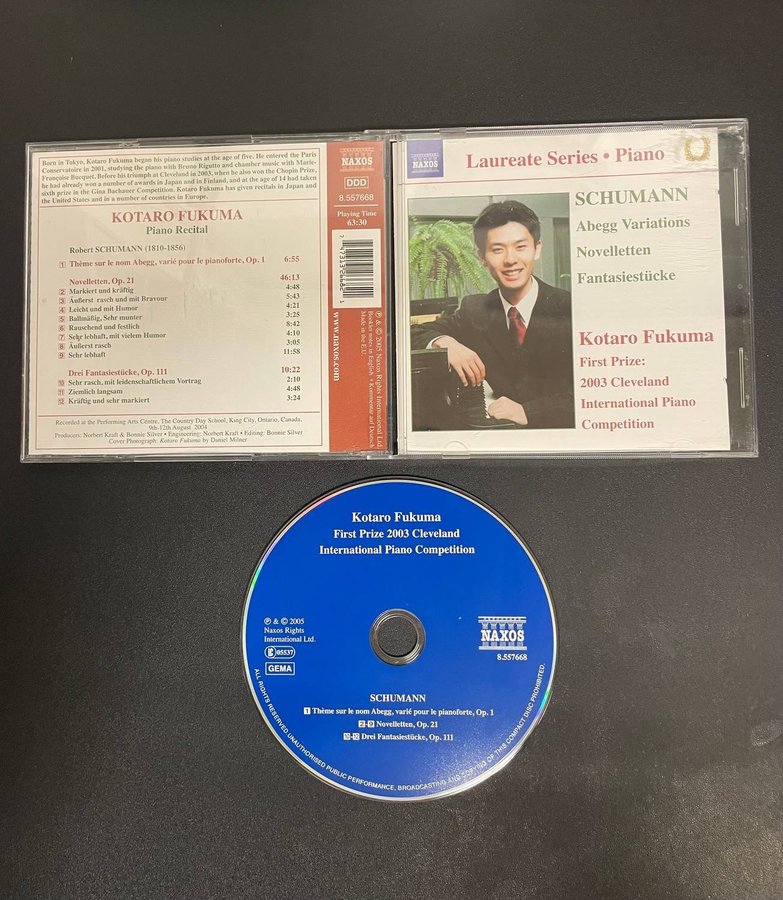 Born in Tokyo, Kotaro Fukuma began his piano studies at the age of five. He entered the Paris
Conservatoire in 2001, studying the piano with Bruno Rigutto and chamber music with Marie-
Françoise Bucquet. Before his triumph at Cleveland in 2003, when he also won the Chopin Prize,
he had already won a number of awards in Japan and in Finland, and at the age of 14 had taken
sixth prize in the Gina Bachauer Competition. Kotaro Fukuma has given recitals in Japan and
the United States and in a number of countries in Europe.
KOTARO FUKUMA
Piano Recital
Robert SCHUMANN (1810-1856)
1 Thème sur le nom Abegg, varié pour le pianoforte, Op. 1 6:55
Novelletten, Op. 21 46:13
2 Markiert und kräftig 4:48
3 Äußerst rasch und mit Bravour 5:43
4 Leicht und mit Humor 4:21
5 Ballmäßig, Sehr munter 3:25
6 Rauschend und festlich 8:42
7 Sehr lebhaft, mit vielem Humor 4:10
8 Äußerst rasch 3:05
9 Sehr lebhaft 11:58
Drei Fantasiestücke, Op. 111 10:22
10 Sehr rasch, mit leidenschaftlichem Vortrag 2:10
11 Ziemlich langsam 4:48
12 Kräftig und sehr markiert 3:24
Recorded at the Performing Arts Centre, The Country Day School, King City, Ontario, Canada,
9th-12th August 2004
Producers: Norbert Kraft & Bonnie Silver • Engineering: Norbert Kraft • Editing: Bonnie Silver
Cover Photograph: Kotaro Fukuma by Daniel Milner
NAXOS
DDD
8.557668
Playing Time
63:30
www.naxos.com
℗ & © 2005 Naxos Rights International Ltd.
Booklet notes in English • Kommentar auf Deutsch
Made in the E.U.
NAXOS
Laureate Series • Piano
SCHUMANN
Abegg Variations
Novelletten
Fantasiestücke
Kotaro Fukuma
First Prize:
2003 Cleveland
International Piano
Competition
Kotaro Fukuma
First Prize 2003 Cleveland
International Piano Competition
℗ & © 2005
Naxos Rights
International Ltd.
05537
GEMA
NAXOS
8.557668
SCHUMANN
1 Thème sur le nom Abegg, varié pour le pianoforte, Op. 1
2-9 Novelletten, Op. 21
10-12 Drei Fantasiestücke, Op. 111
ALL RIGHTS RESERVED. UNAUTHORISED PUBLIC PERFORMANCE, BROADCASTING AND COPYING OF THIS COMPACT DISC PROHIBITED.